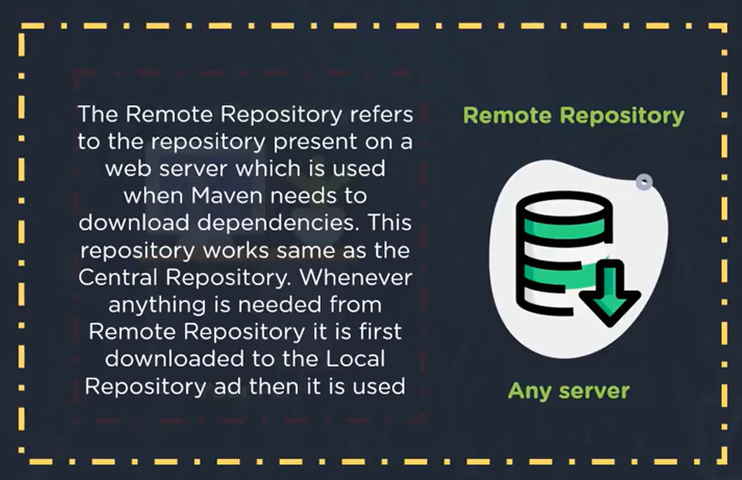 The Remote Repository refers
to the repository present on a
web server which is used
when Maven needs to
download dependencies. This
repository works same as the
Central Repository. Whenever
anything is needed from
Remote Repository it is first
downloaded to the Local
Repository ad then it is used
Remote Repository
Any server